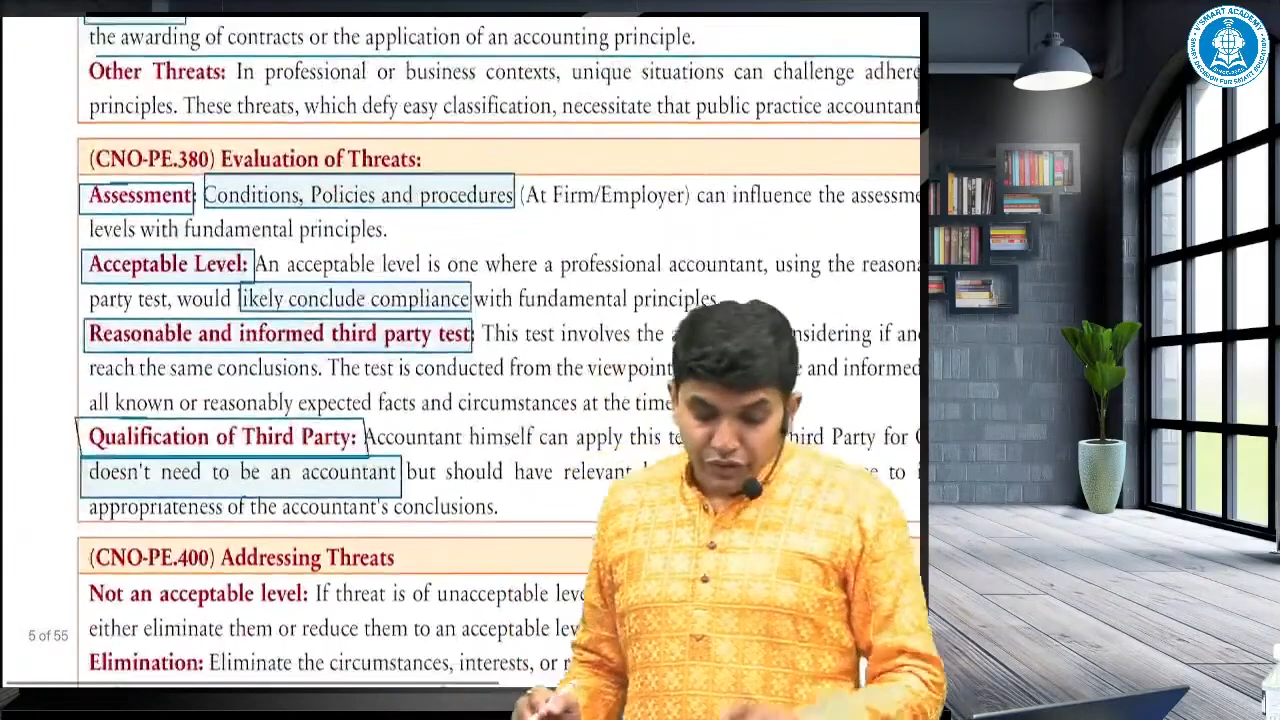 the awarding of contracts or the application of an accounting principle.
Other Threats: In professional or business contexts, unique situations can challenge
principles. These threats, which defy easy classification, necessitate that public practice
(CNO-PE.380) Evaluation of Threats:
Assessment: Conditions, Policies and procedures (At Firm/Employer) can influence the
levels with fundamental principles.
Acceptable Level: An acceptable level is one where a professional accountant, using the
party test, would likely conclude compliance with fundamental principles.
Reasonable and informed third party test: This test involves the if
reach the same conclusions. The test is conducted from the viewpoint and informed
all known or reasonably expected facts and circumstances at the time
Qualification of Third Party: Accountant himself can apply this Party for
doesn't need to be an accountant but should have relevant to
appropriateness of the accountant's conclusions.
(CNO-PE.400) Addressing Threats
Not an acceptable level: If threat is of unacceptable
either eliminate them or reduce them to an acceptable
5 of 55
Elimination: Eliminate the circumstances, interests, or
V'SMART ACADEMY